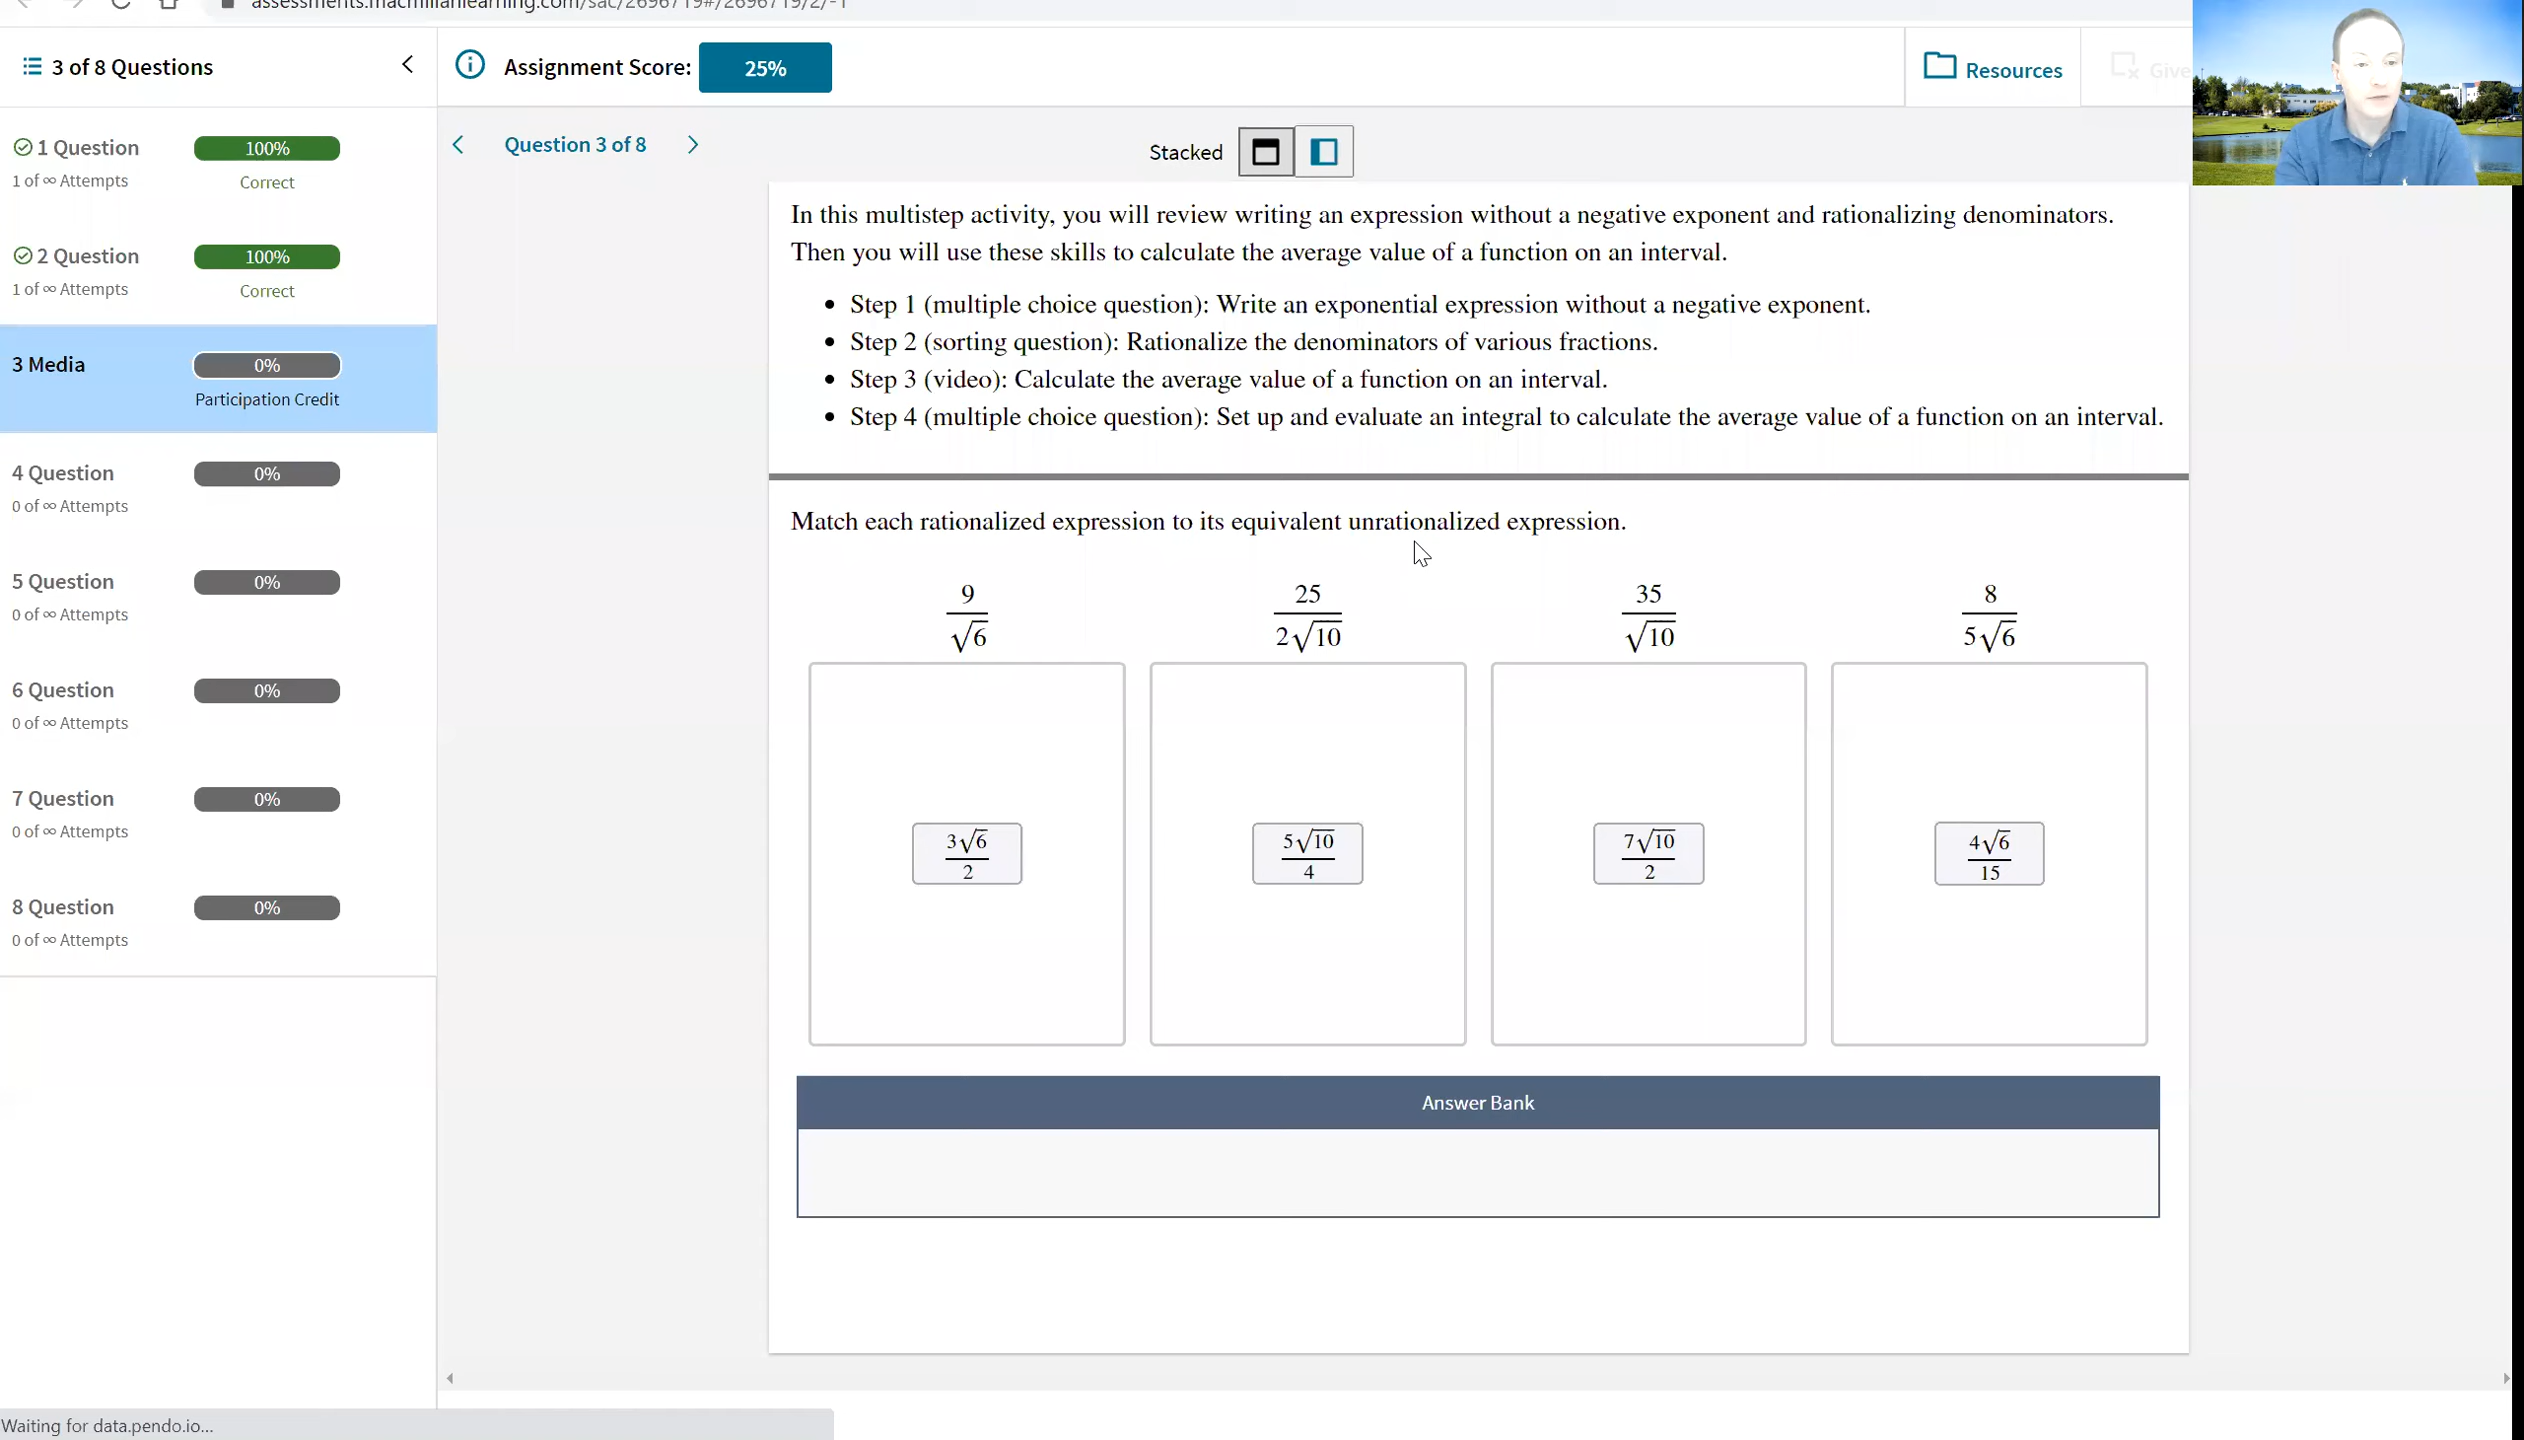 assessments.macmillanlearning.com/sac/2696719#/2696719/2/-1
3 of 8 Questions
Assignment Score: 25%
Resources
Give
1 Question 100%
1 of ∞ Attempts Correct
2 Question 100%
1 of ∞ Attempts Correct
3 Media 0%
Participation Credit
4 Question 0%
0 of ∞ Attempts
5 Question 0%
0 of ∞ Attempts
6 Question 0%
0 of ∞ Attempts
7 Question 0%
0 of ∞ Attempts
8 Question 0%
0 of ∞ Attempts
Question 3 of 8
Stacked
In this multistep activity, you will review writing an expression without a negative exponent and rationalizing denominators.
Then you will use these skills to calculate the average value of a function on an interval.
• Step 1 (multiple choice question): Write an exponential expression without a negative exponent.
• Step 2 (sorting question): Rationalize the denominators of various fractions.
• Step 3 (video): Calculate the average value of a function on an interval.
• Step 4 (multiple choice question): Set up and evaluate an integral to calculate the average value of a function on an interval.
Match each rationalized expression to its equivalent unrationalized expression.
9/√6 25/2√10 35/√10 8/5√6
3√6/2 5√10/4 7√10/2 4√6/15
Answer Bank
Waiting for data.pendo.io...